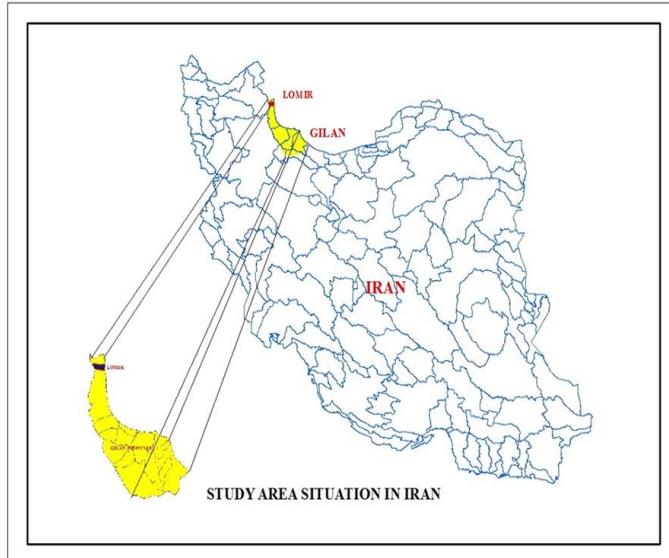 LOMIR
GILAN
IRAN
GILAN PROVINCE
STUDY AREA SITUATION IN IRAN